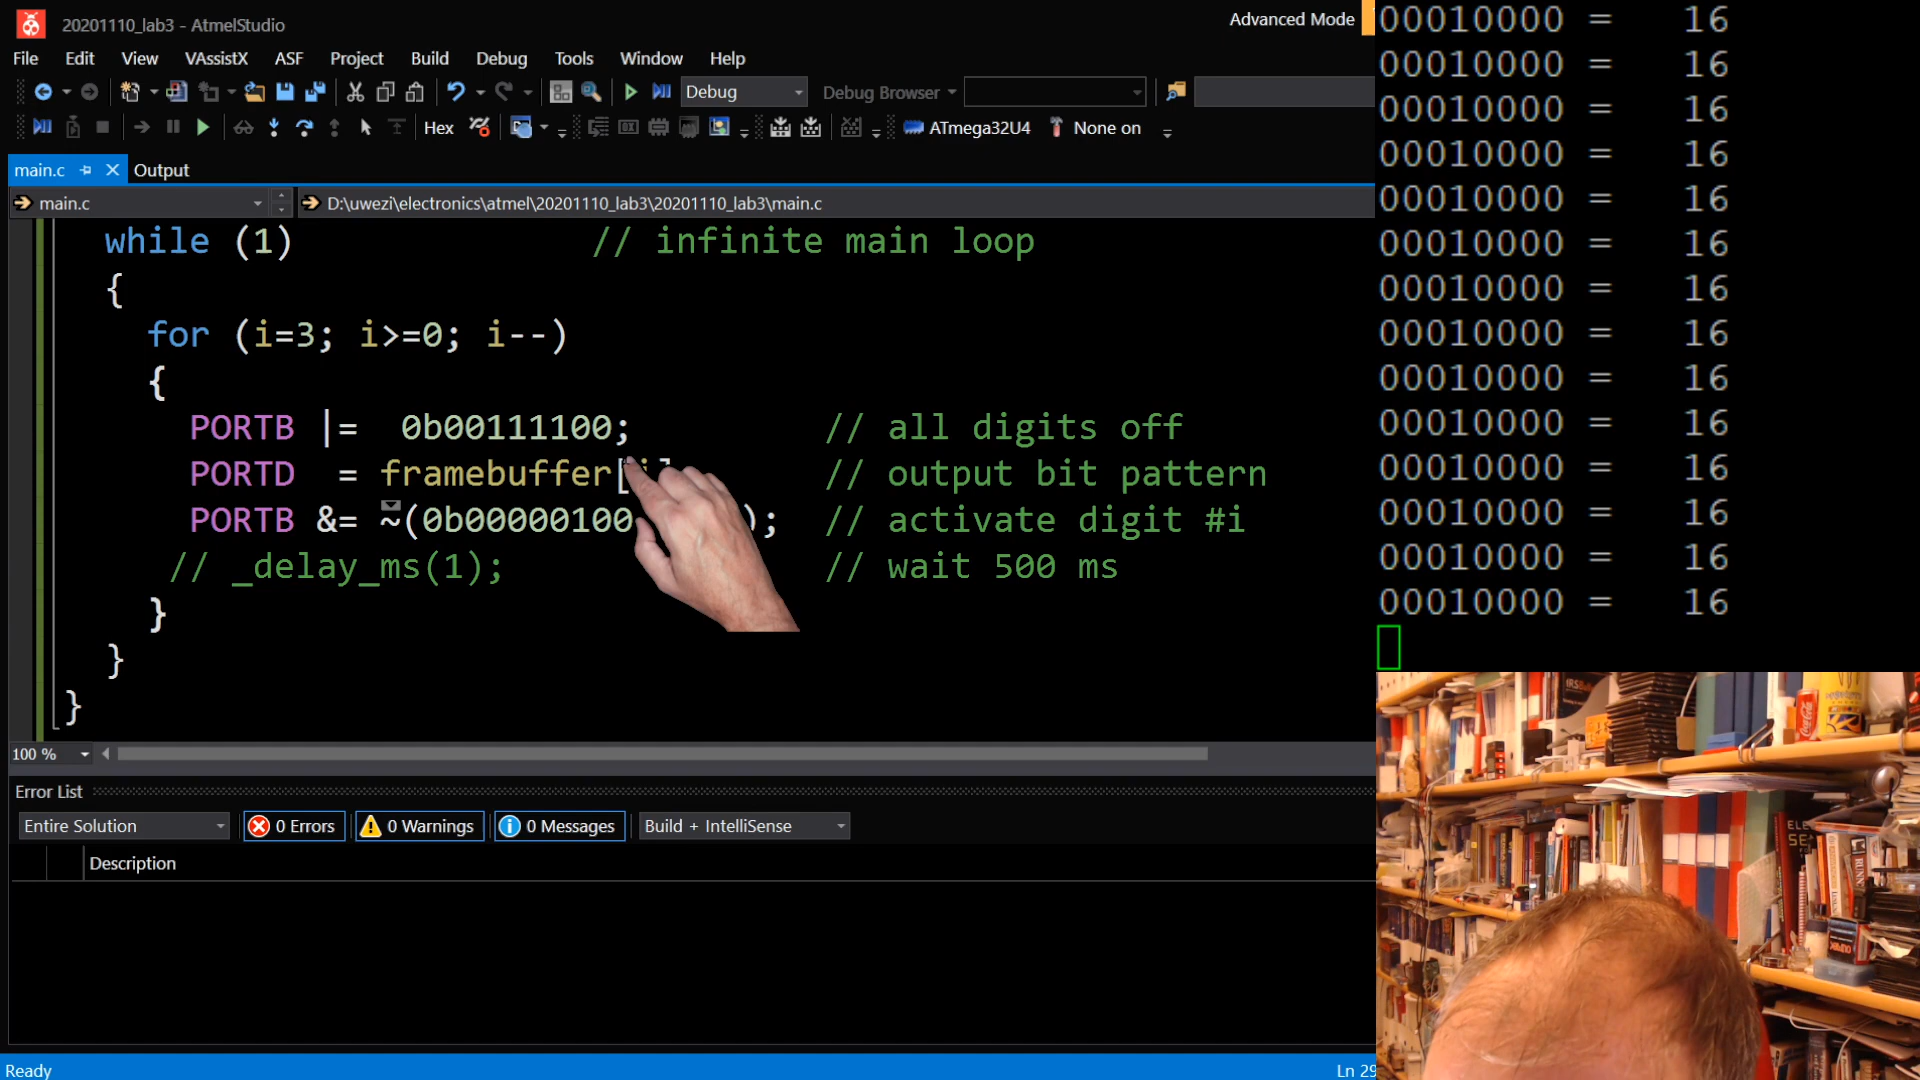 20201110_lab3 - AtmelStudio
Advanced Mode
File Edit View VAssistX ASF Project Build Debug Tools Window Help
Debug Debug Browser
Hex ATmega32U4 None on
main.c Output
main.c D:\uwezi\electronics\atmel\20201110_lab3\20201110_lab3\main.c
while (1) // infinite main loop
{
for (i=3; i>=0; i--)
{
PORTB |= 0b00111100; // all digits off
PORTD = framebuffer[ // output bit pattern
PORTB &= ~(0b00000100 ); // activate digit #i
// _delay_ms(1); // wait 500 ms
}
}
}
100 %
Error List
Entire Solution 0 Errors 0 Warnings 0 Messages Build + IntelliSense
Description
Ready Ln 29
00010000 = 16
00010000 = 16
00010000 = 16
00010000 = 16
00010000 = 16
00010000 = 16
00010000 = 16
00010000 = 16
00010000 = 16
00010000 = 16
00010000 = 16
00010000 = 16
00010000 = 16
00010000 = 16